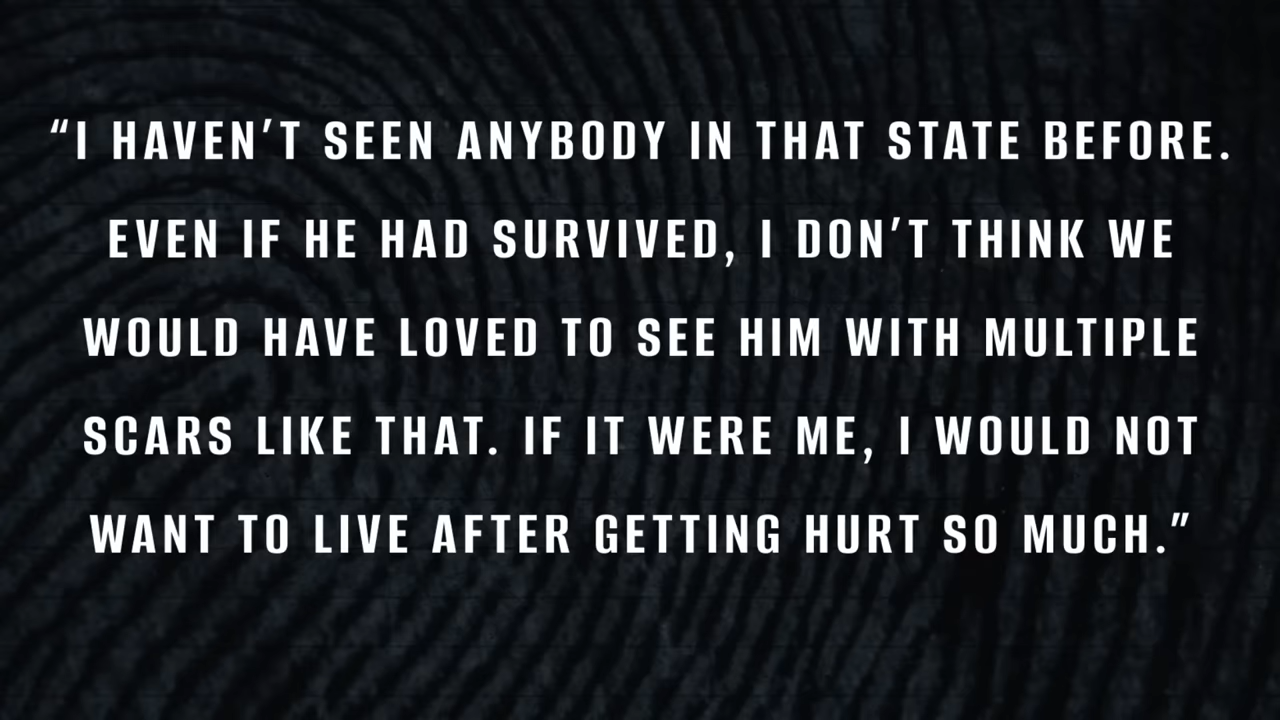 “I HAVEN’T SEEN ANYBODY IN THAT STATE BEFORE.
EVEN IF HE HAD SURVIVED, I DON’T THINK WE
WOULD HAVE LOVED TO SEE HIM WITH MULTIPLE
SCARS LIKE THAT. IF IT WERE ME, I WOULD NOT
WANT TO LIVE AFTER GETTING HURT SO MUCH.”